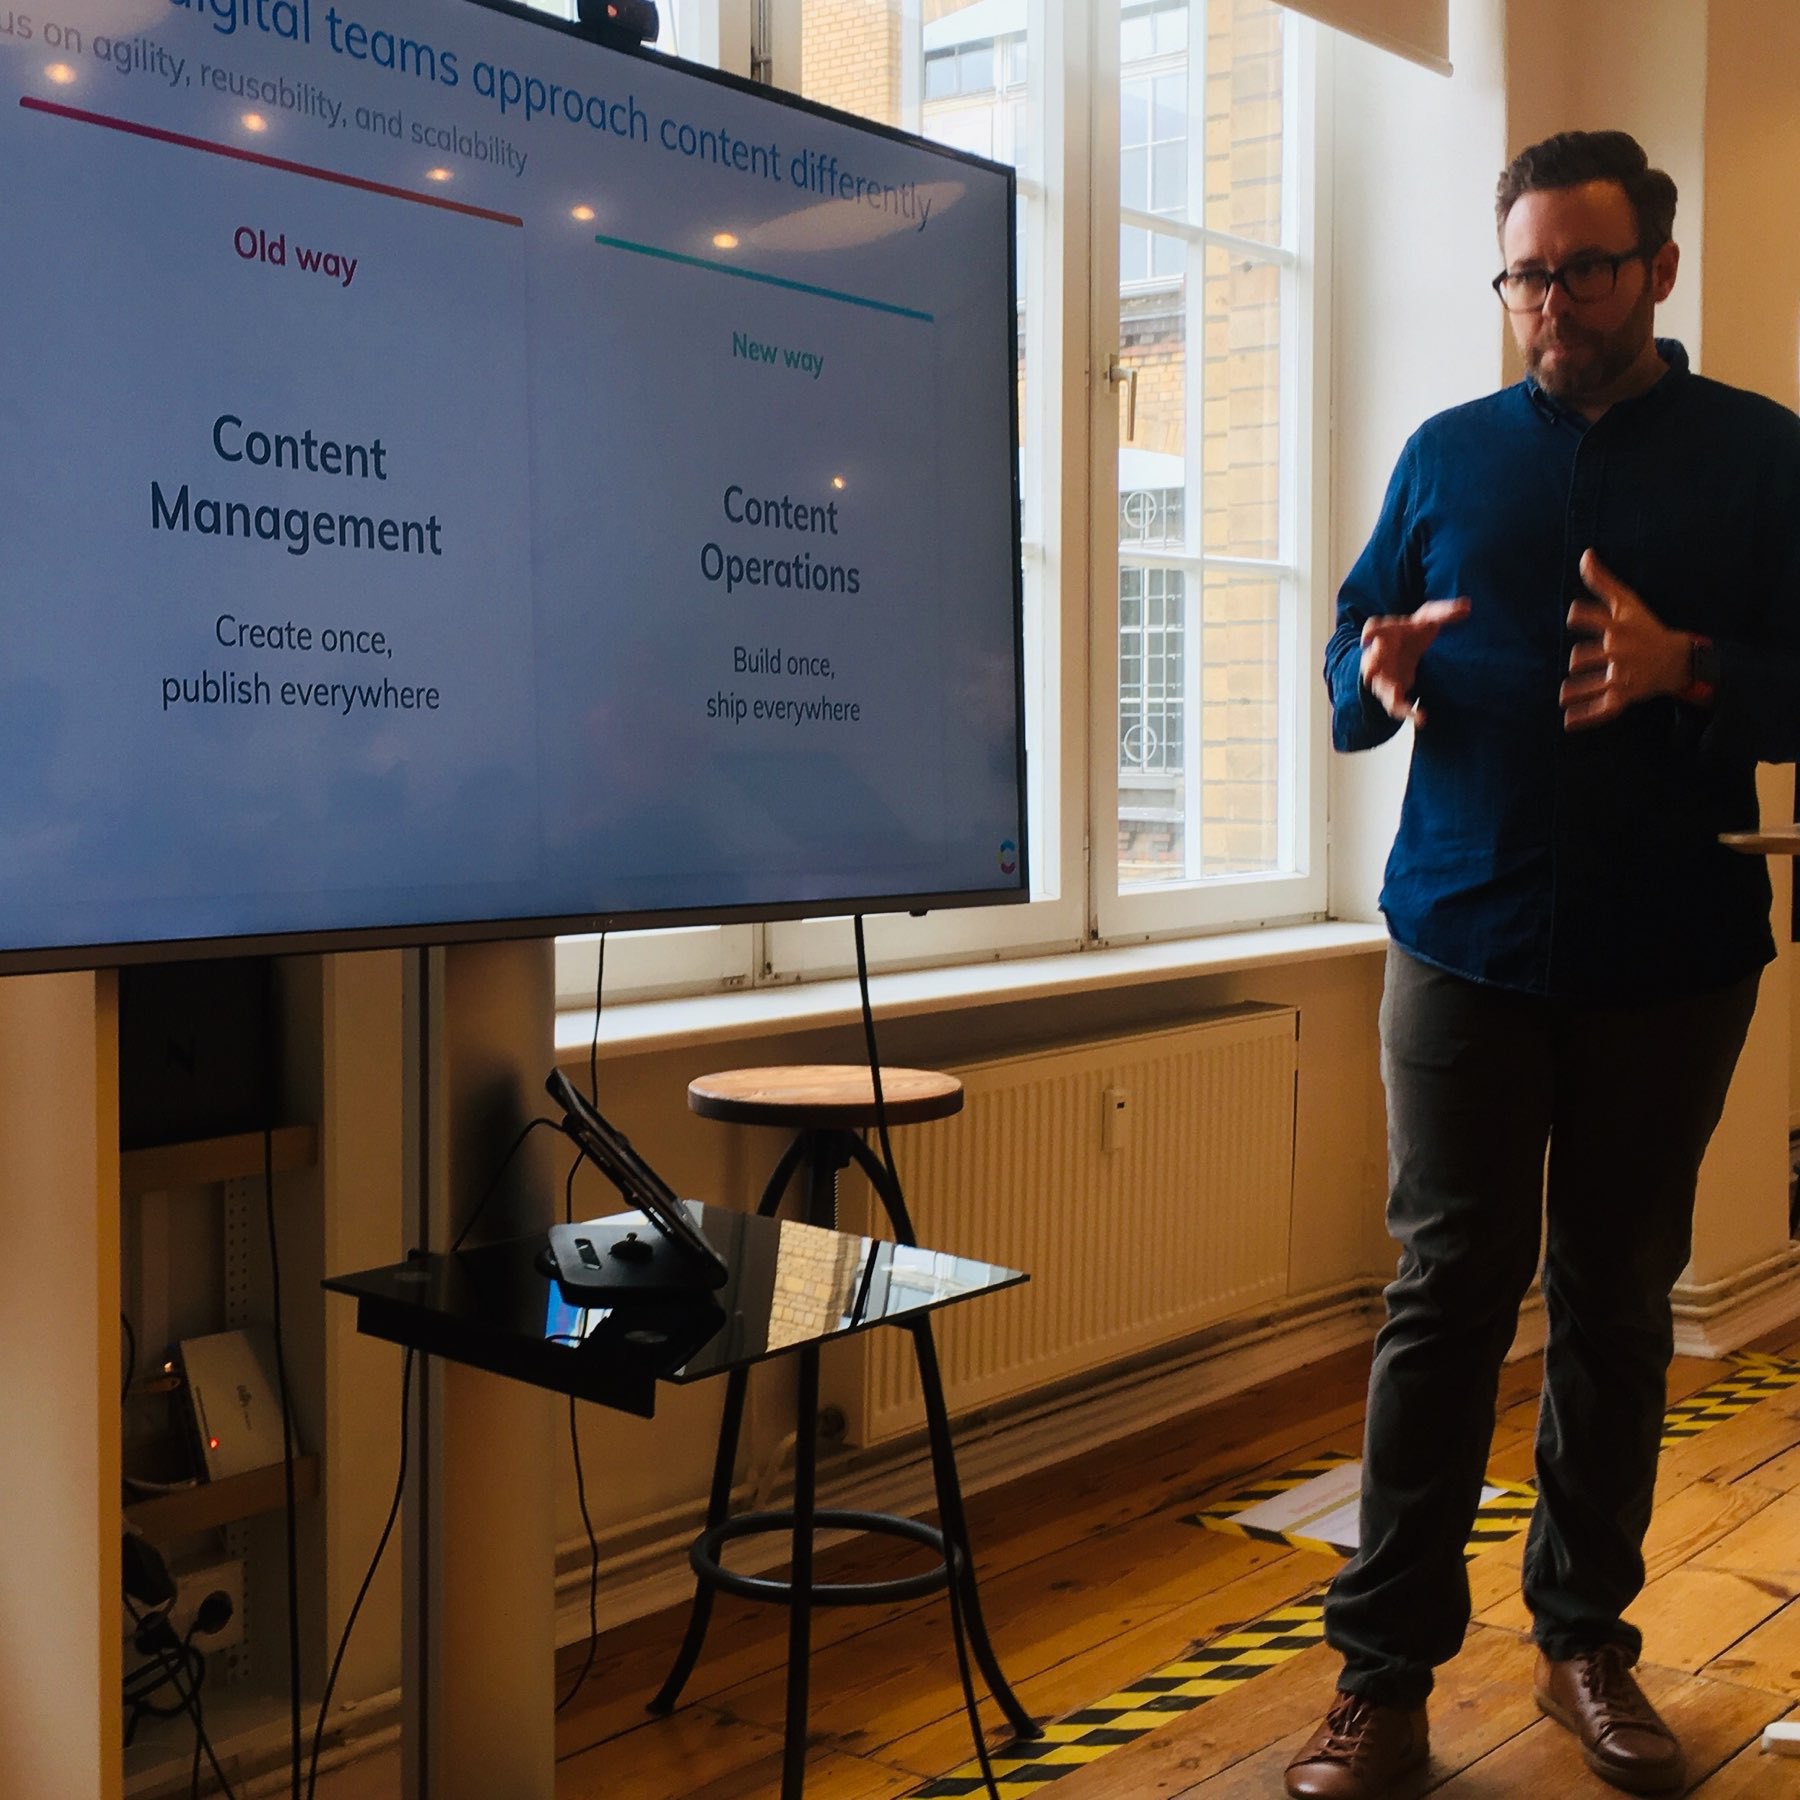 digital teams approach content differently
us on agility, reusability, and scalability
Old way
Content
Management
Create once,
publish everywhere
New way
Content
Operations
Build once,
ship everywhere